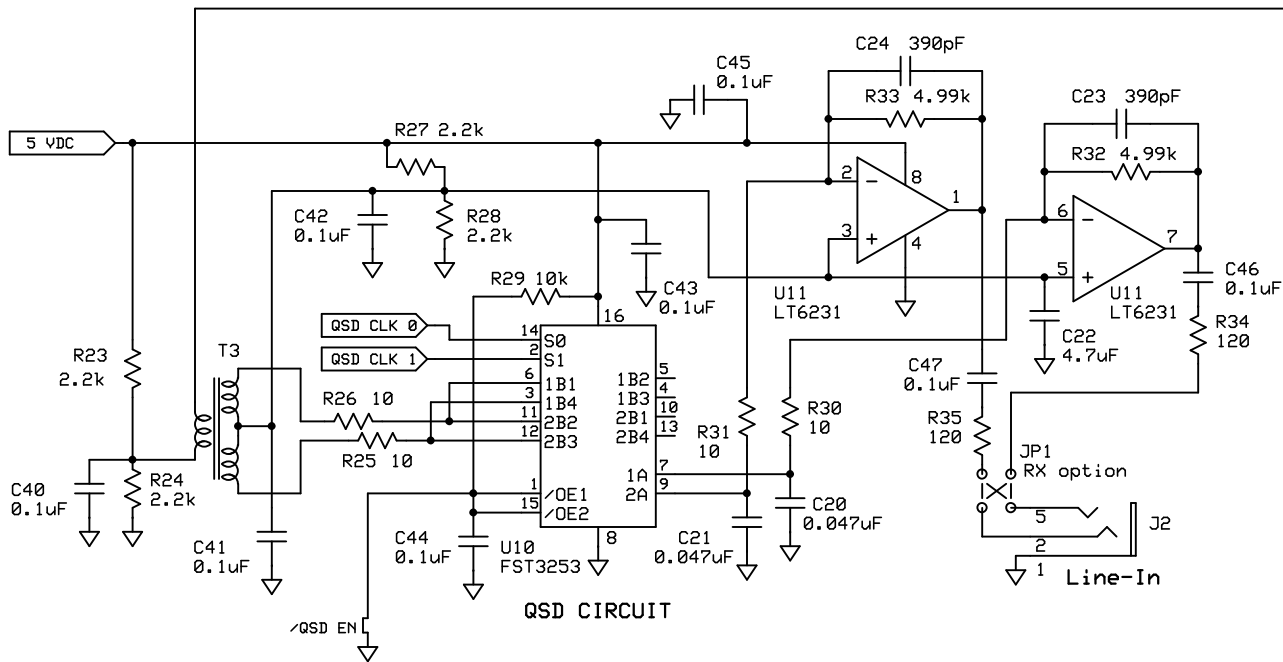 C24 390pF
R33 4.99k
C45
0.1uF
C23 390pF
R32 4.99k
5 VDC
R27 2.2k
2
8
1
3
4
6
7
5
C42
0.1uF
R28
2.2k
U11
LT6231
U11
LT6231
C46
0.1uF
R29 10k
C43
0.1uF
QSD CLK 0
QSD CLK 1
16
14
2
6
3
11
12
S0
S1
1B1
1B4
2B2
2B3
1B2
1B3
2B1
2B4
5
4
10
13
R23
2.2k
T3
C22
4.7uF
R34
120
C47
0.1uF
R26 10
R25 10
R31
10
R30
10
R35
120
JP1
RX option
1A
2A
7
9
C40
0.1uF
R24
2.2k
1
15
/OE1
/OE2
8
C20
0.047uF
C21
0.047uF
5
2
1
J2
Line-In
C41
0.1uF
C44
0.1uF
U10
FST3253
QSD CIRCUIT
/QSD EN